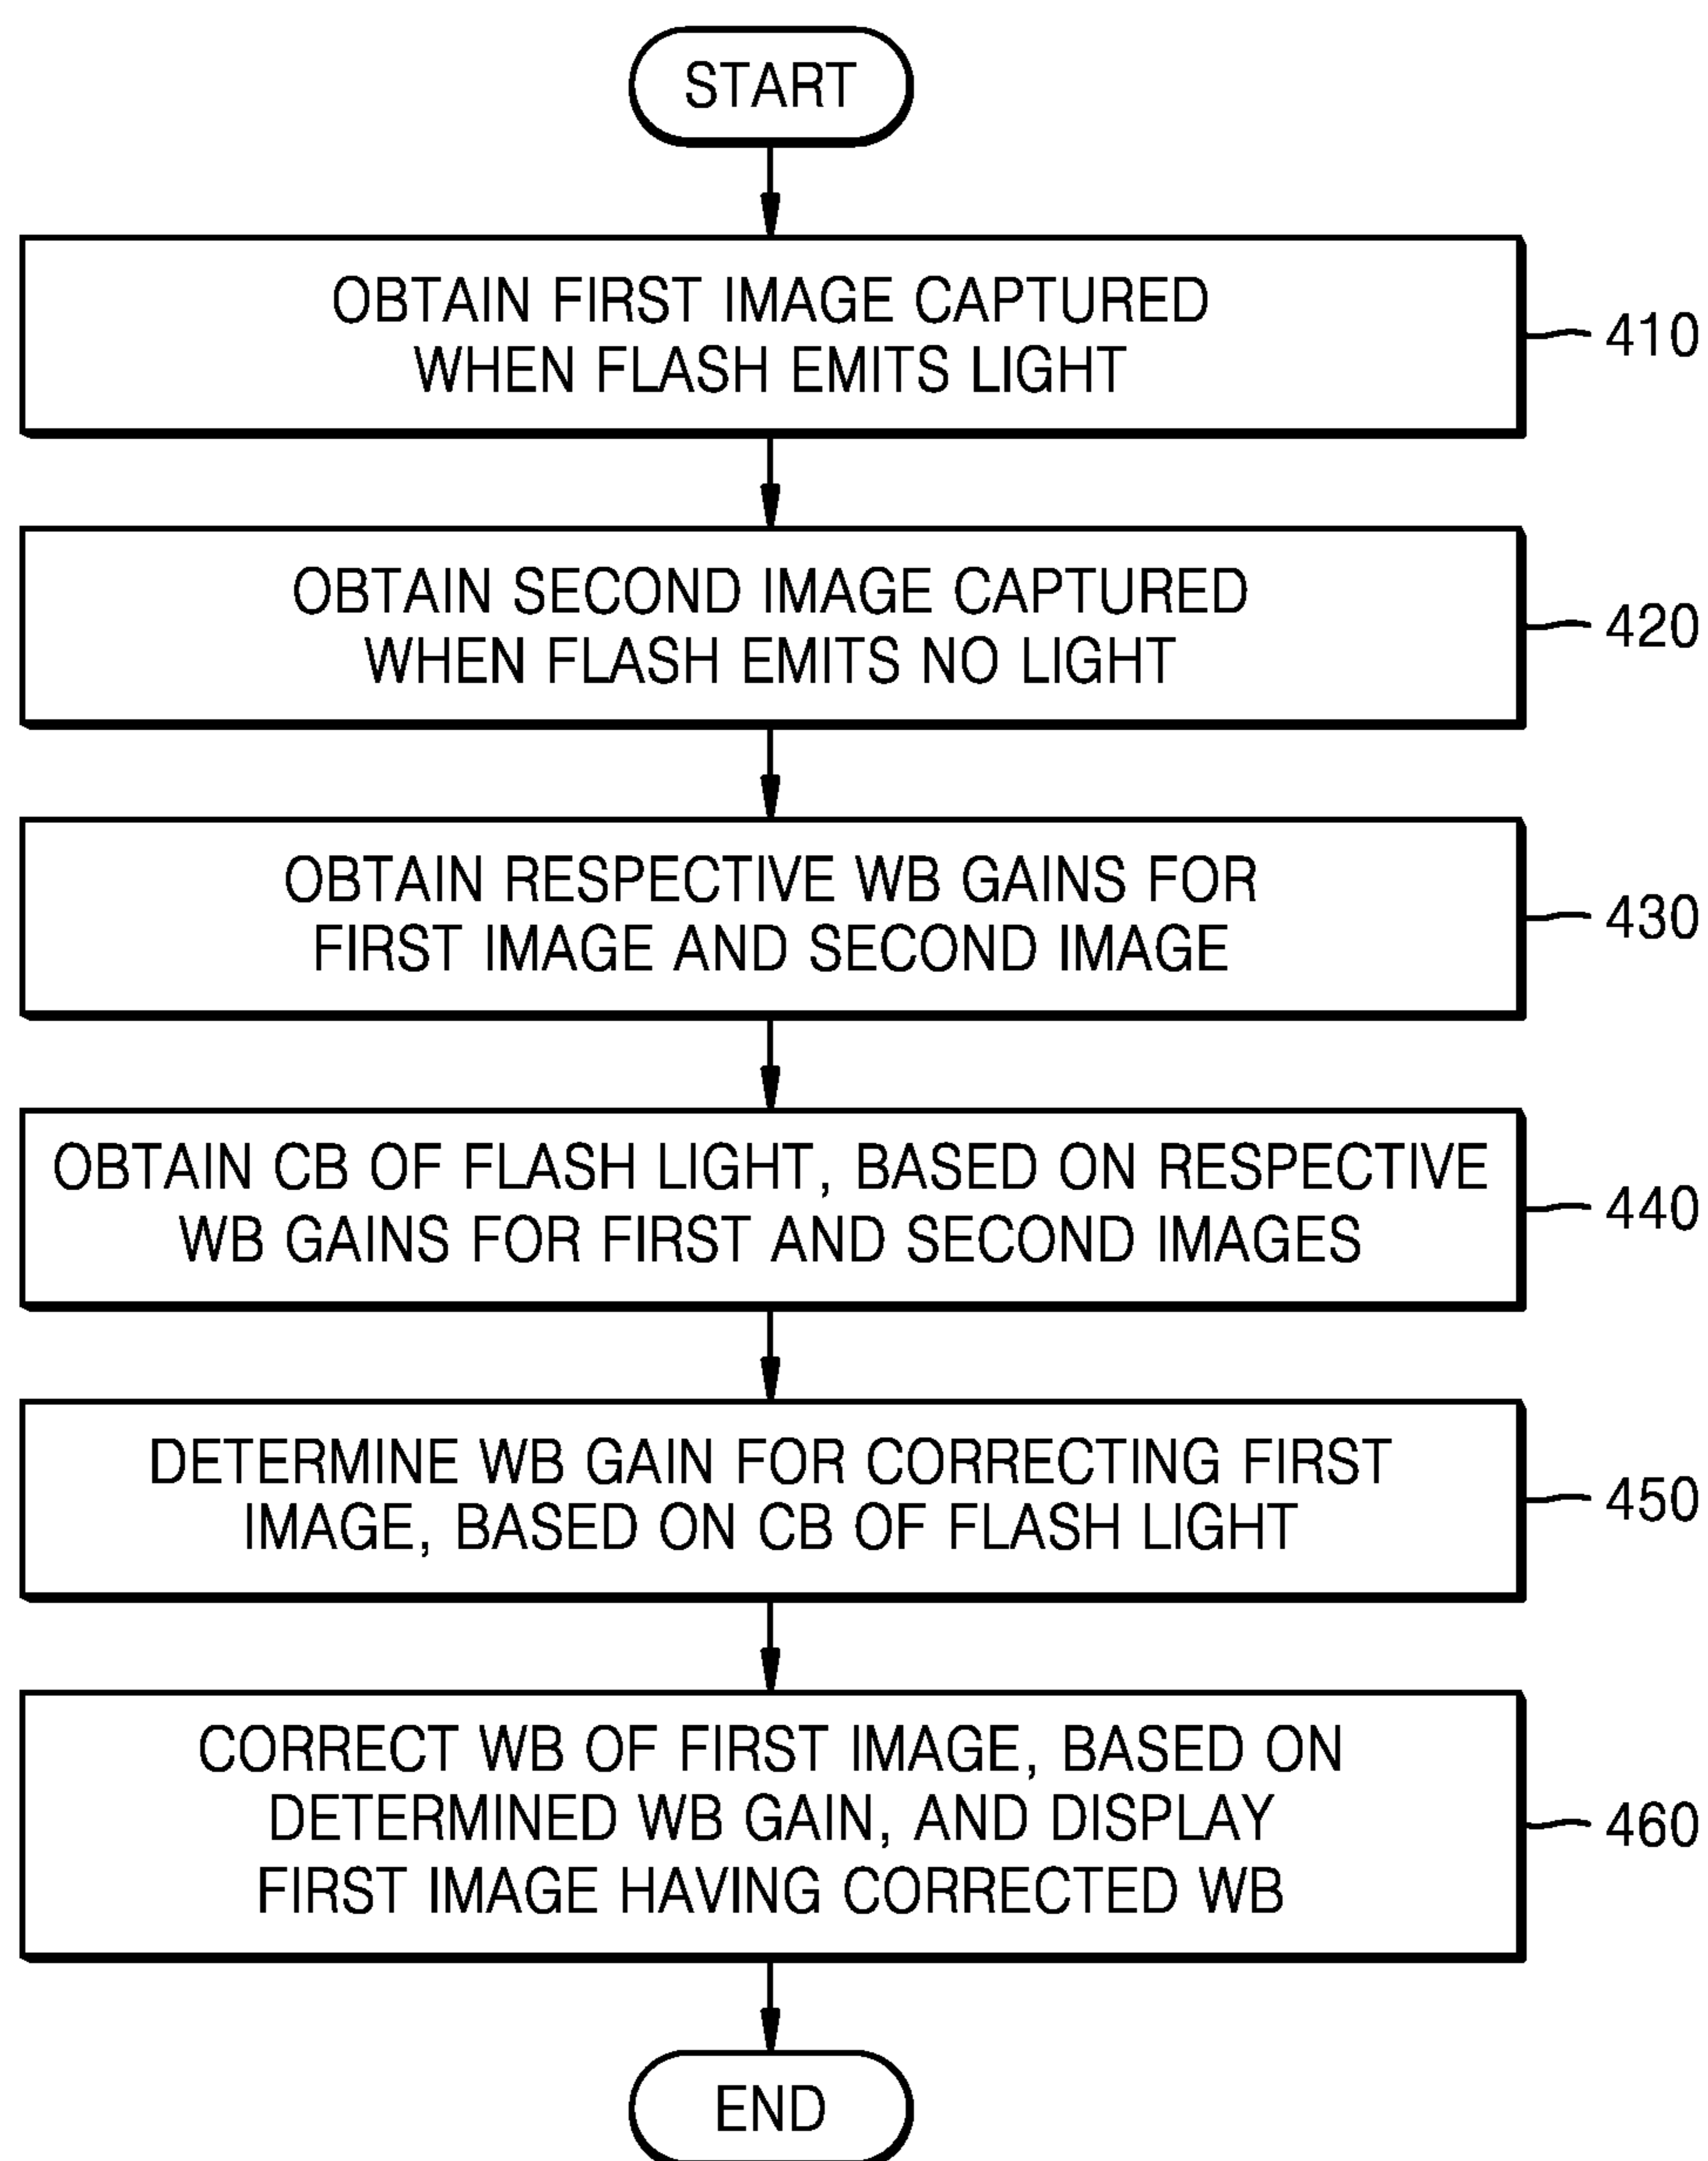 START
OBTAIN FIRST IMAGE CAPTURED
WHEN FLASH EMITS LIGHT
410
OBTAIN SECOND IMAGE CAPTURED
WHEN FLASH EMITS NO LIGHT
420
OBTAIN RESPECTIVE WB GAINS FOR
FIRST IMAGE AND SECOND IMAGE
430
OBTAIN CB OF FLASH LIGHT, BASED ON RESPECTIVE
WB GAINS FOR FIRST AND SECOND IMAGES
440
DETERMINE WB GAIN FOR CORRECTING FIRST
IMAGE, BASED ON CB OF FLASH LIGHT
450
CORRECT WB OF FIRST IMAGE, BASED ON
DETERMINED WB GAIN, AND DISPLAY
FIRST IMAGE HAVING CORRECTED WB
460
END